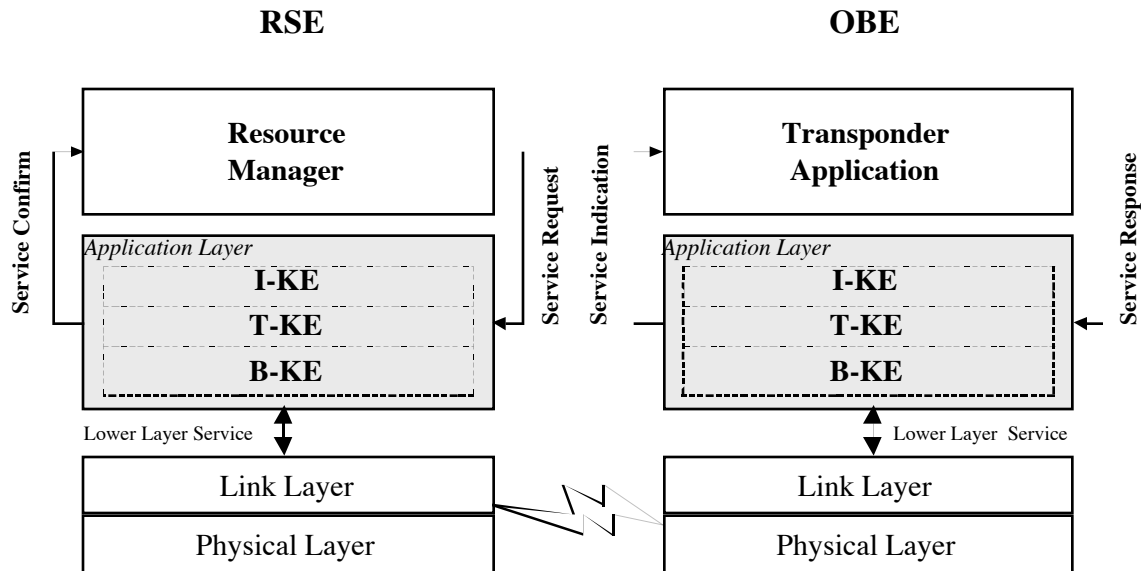 RSE
OBE
Resource
Manager
Transponder
Application
Service Confirm
Service Request
Service Indication
Service Response
Application Layer
I-KE
T-KE
B-KE
Application Layer
I-KE
T-KE
B-KE
Lower Layer Service
Lower Layer Service
Link Layer
Physical Layer
Link Layer
Physical Layer